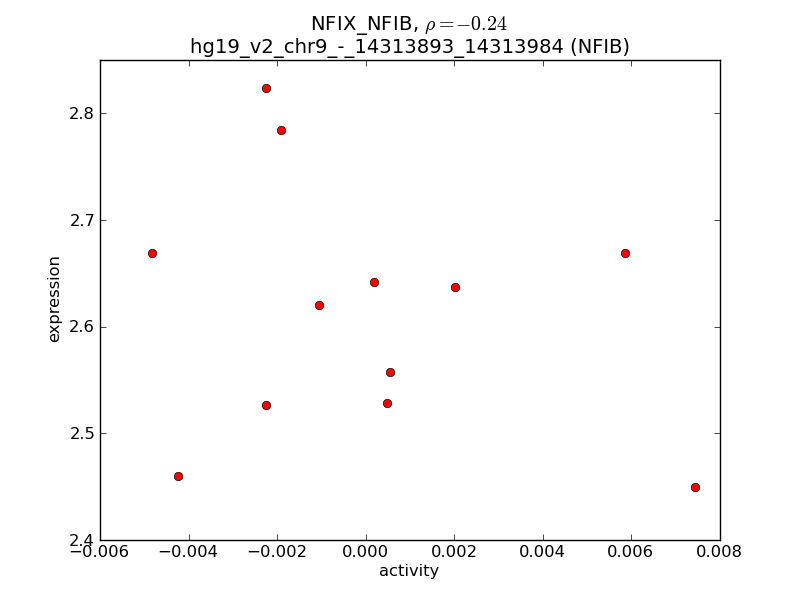 NFIX_NFIB, ρ=−0.24
hg19_v2_chr9_-_14313893_14313984 (NFIB)
2.8
2.7
2.6
2.5
2.4
expression
−0.006 −0.004 −0.002 0.000 0.002 0.004 0.006 0.008
activity